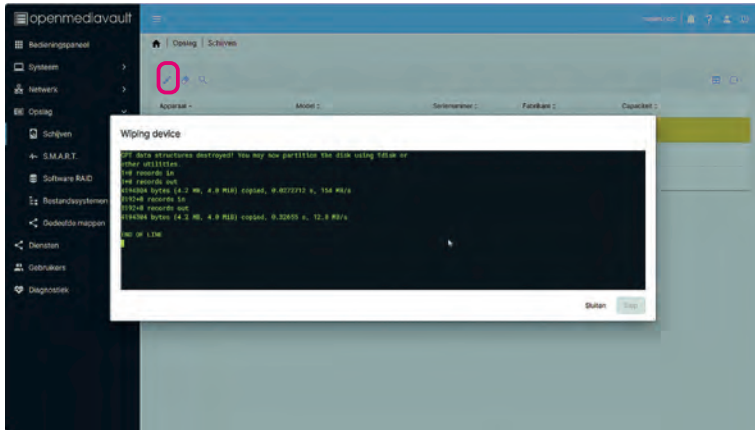 openmediavault
Bedieningspaneel
Opslag | Schijven
Systeem
Netwerk
Opslag
Apparaat
Model
Serienummer
Fabrikant
Capaciteit
Schijven
Wiping device
S.M.A.R.T.
GPT data structures destroyed! You may now partition the disk using fdisk or
other utilities.
Software RAID
1+0 records in
1+0 records out
4194304 bytes (4.2 MB, 4.0 MiB) copied, 0.0272712 s, 154 MB/s
Bestandssystemen
8192+0 records in
8192+0 records out
Gedeelde mappen
4194304 bytes (4.2 MB, 4.0 MiB) copied, 0.32655 s, 12.8 MB/s
END OF LINE
Diensten
Gebruikers
Diagnostiek
Sluiten
Stop